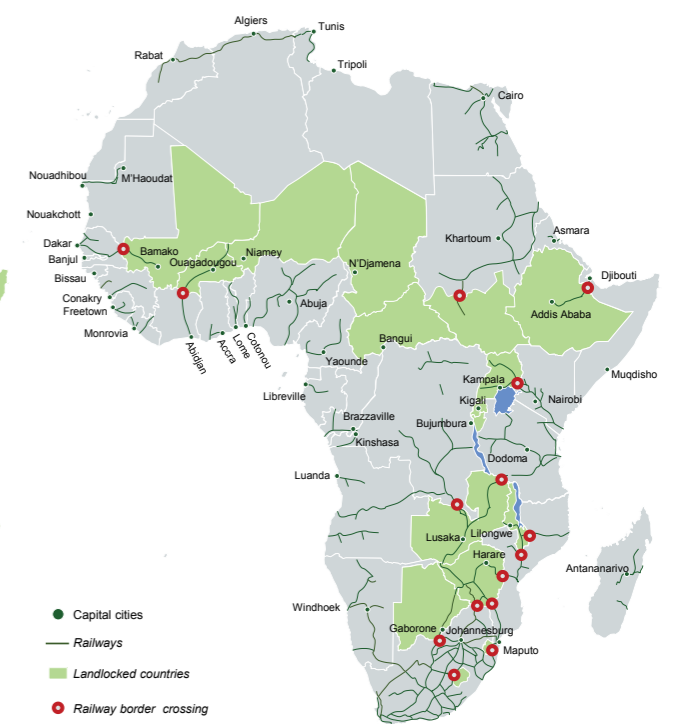 Algiers
Tunis
Rabat
Tripoli
Cairo
Nouadhibou
M'Haoudat
Nouakchott
Dakar
Banjul
Bissau
Bamako
Ouagadougou
Niamey
N'Djamena
Khartoum
Asmara
Djibouti
Addis Ababa
Conakry
Freetown
Monrovia
Abidjan
Accra
Lome
Cotonou
Abuja
Bangui
Yaounde
Libreville
Muqdisho
Kampala
Kigali
Nairobi
Brazzaville
Kinshasa
Bujumbura
Dodoma
Luanda
Lusaka
Lilongwe
Harare
Antananarivo
Windhoek
Gaborone
Johannesburg
Maputo
Capital cities
Railways
Landlocked countries
Railway border crossing